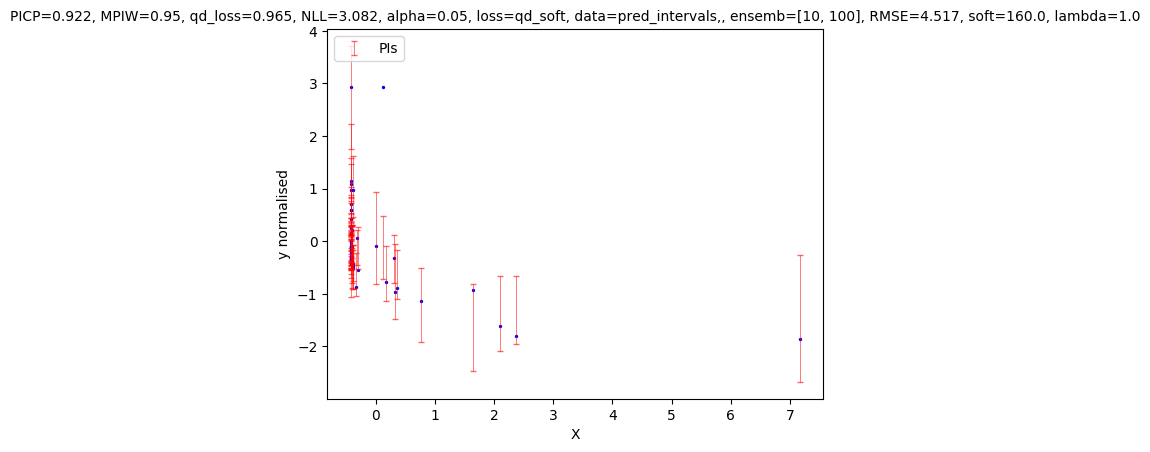 PICP=0.922, MPIW=0.95, qd_loss=0.965, NLL=3.082, alpha=0.05, loss=qd_soft, data=pred_intervals,, ensemb=[10, 100], RMSE=4.517, soft=160.0, lambda=1.0
PIs
4
3
2
1
0
−1
−2
y normalised
0 1 2 3 4 5 6 7
X